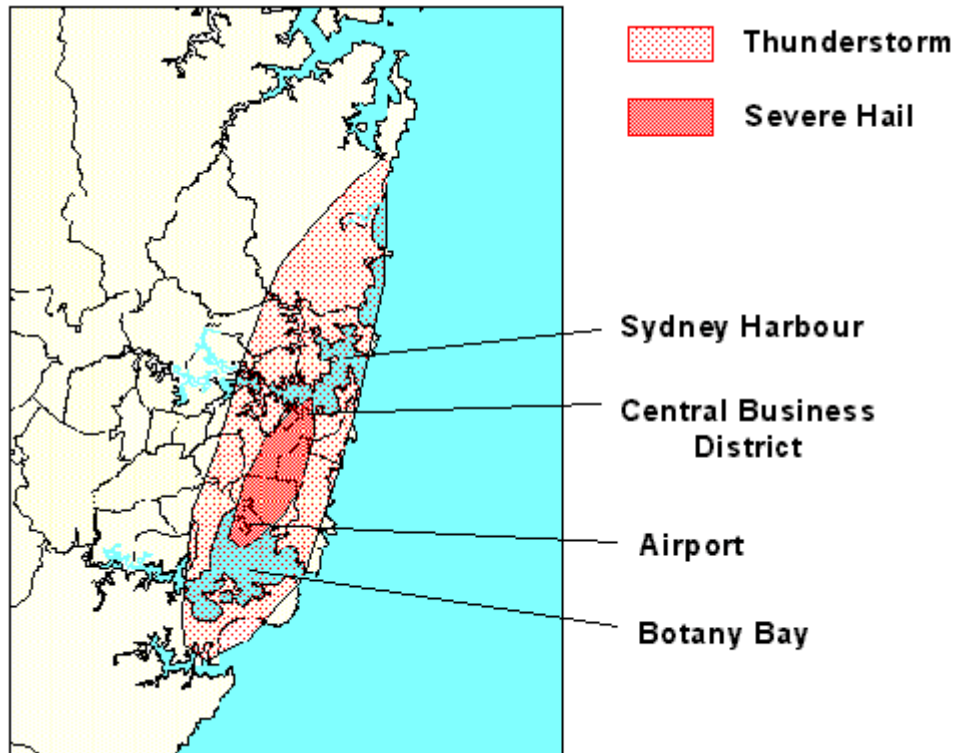 Thunderstorm
Severe Hail
Sydney Harbour
Central Business
District
Airport
Botany Bay